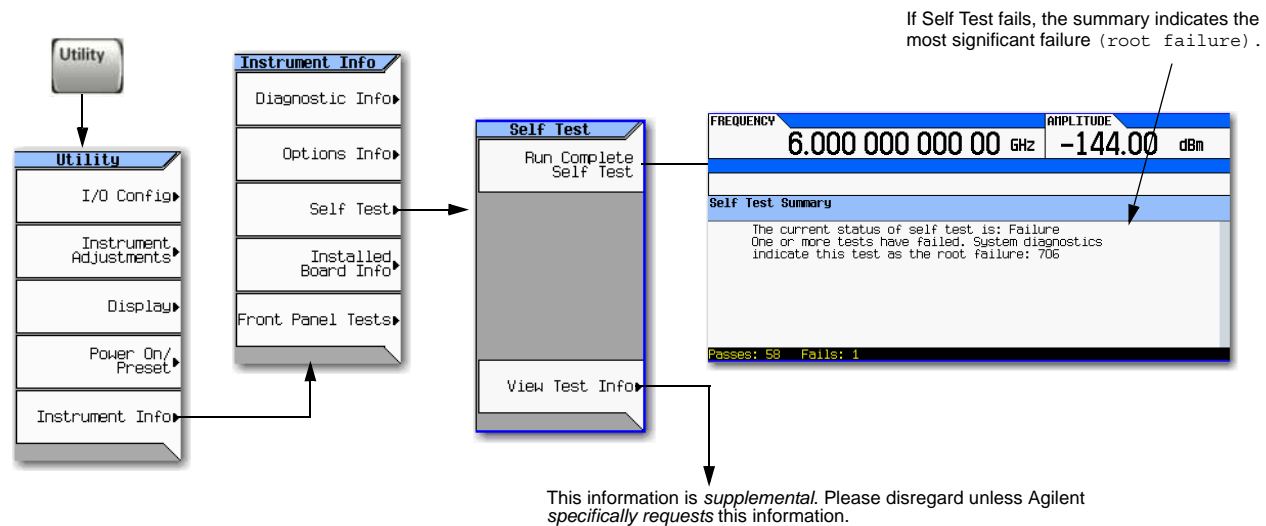 If Self Test fails, the summary indicates the
most significant failure (root failure).
Utility
Utility
I/O Config
Instrument
Adjustments
Display
Power On/
Preset
Instrument Info
Instrument Info
Diagnostic Info
Options Info
Self Test
Installed
Board Info
Front Panel Tests
Self Test
Run Complete
Self Test
View Test Info
FREQUENCY
6.000 000 000 00 GHz
AMPLITUDE
-144.00 dBm
Self Test Summary
The current status of self test is: Failure
One or more tests have failed. System diagnostics
indicate this test as the root failure: 706
Passes: 58 Fails: 1
This information is supplemental. Please disregard unless Agilent
specifically requests this information.